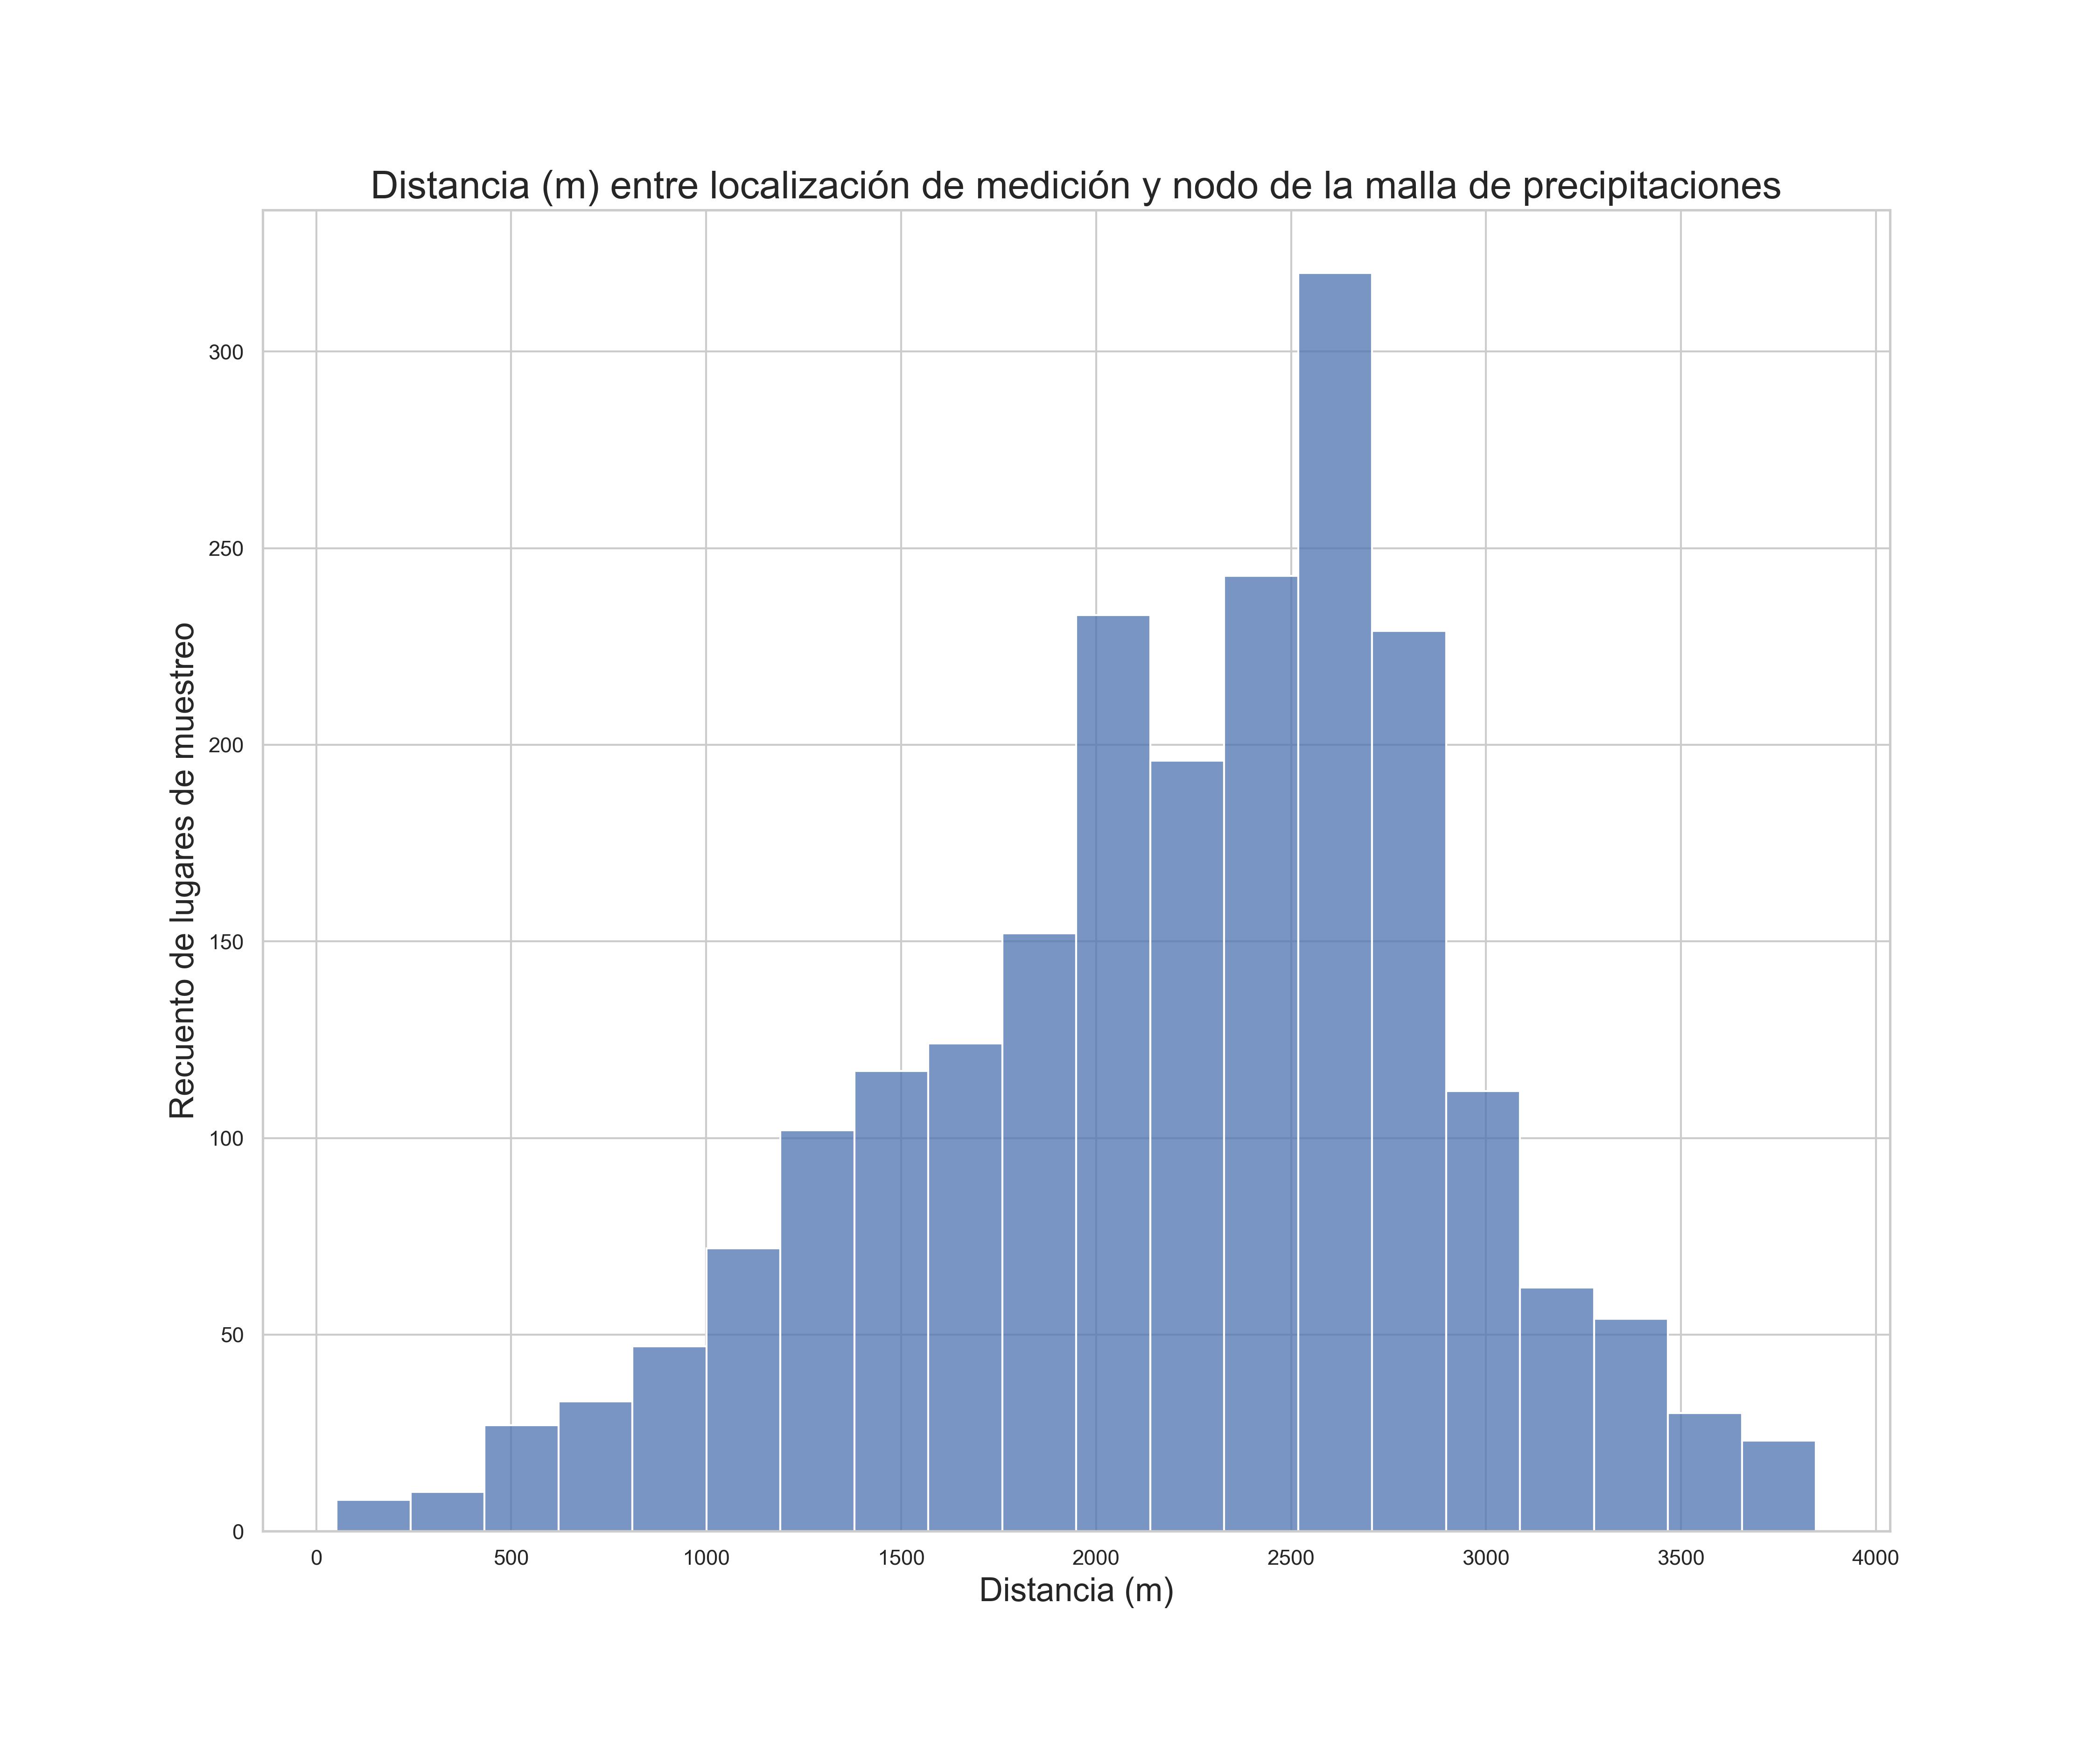 Distancia (m) entre localización de medición y nodo de la malla de precipitaciones
Recuento de lugares de muestreo
300
250
200
150
100
50
0
0 500 1000 1500 2000 2500 3000 3500 4000
Distancia (m)